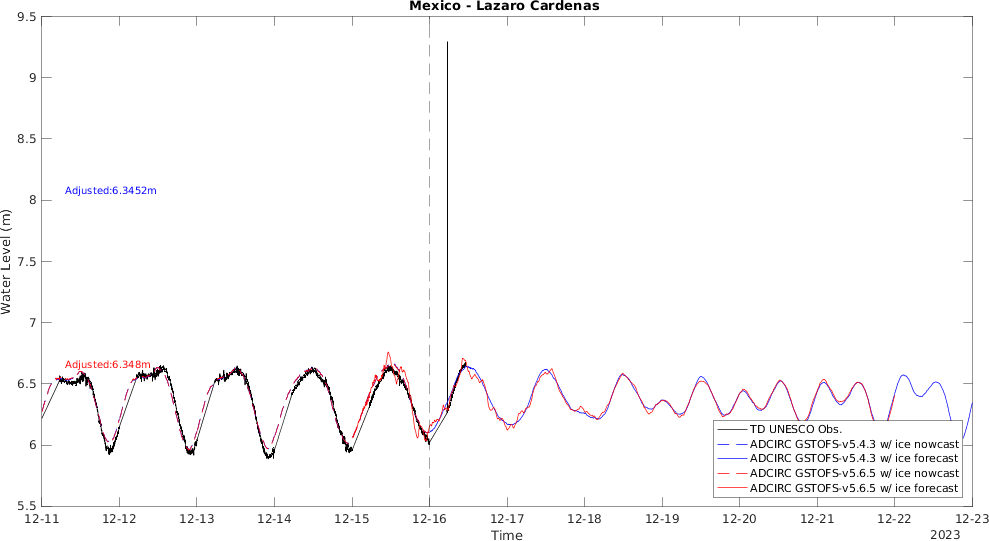 Mexico - Lazaro Cardenas
Water Level (m)
9.5
9
8.5
8
7.5
7
6.5
6
5.5
Adjusted:6.3452m
Adjusted:6.348m
TD UNESCO Obs.
ADCIRC GSTOFS-v5.4.3 w/ ice nowcast
ADCIRC GSTOFS-v5.4.3 w/ ice forecast
ADCIRC GSTOFS-v5.6.5 w/ ice nowcast
ADCIRC GSTOFS-v5.6.5 w/ ice forecast
12-11 12-12 12-13 12-14 12-15 12-16 12-17 12-18 12-19 12-20 12-21 12-22 12-23
Time
2023